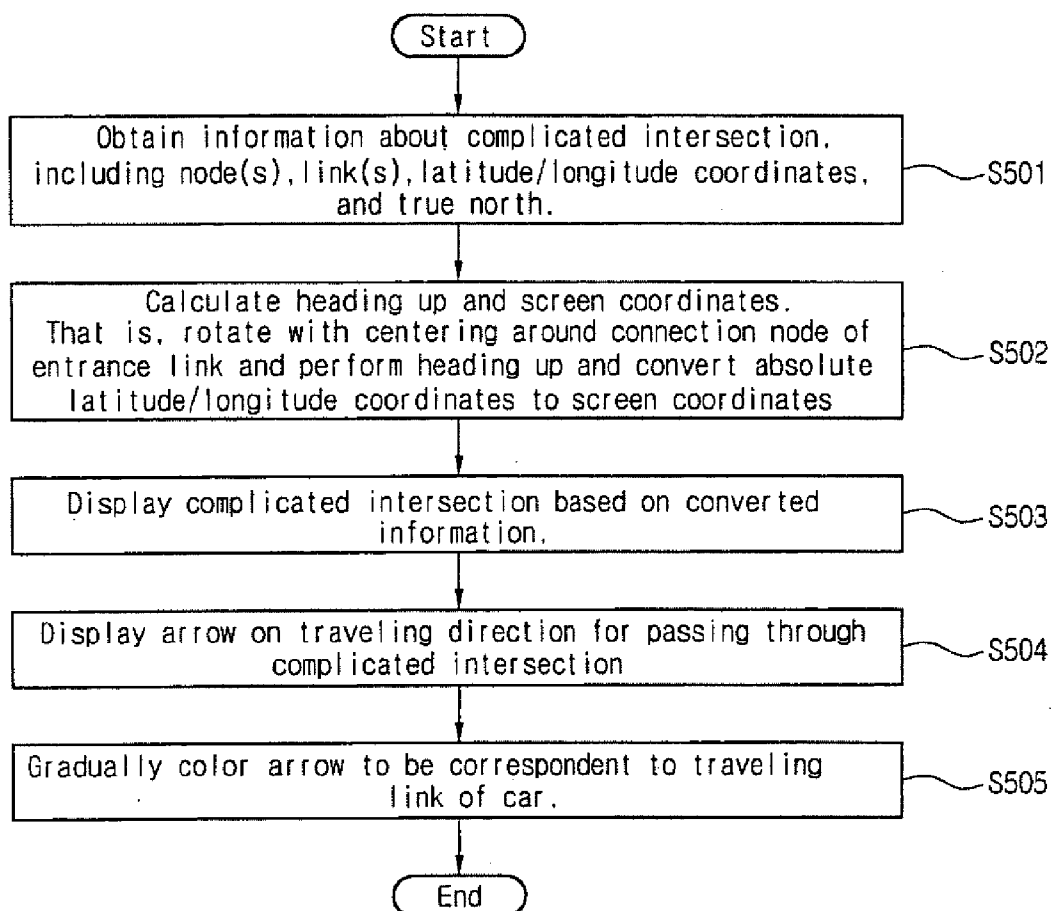 Start
Obtain information about complicated intersection,
including node(s), link(s), latitude/longitude coordinates,
and true north.
S501
Calculate heading up and screen coordinates.
That is, rotate with centering around connection node of
entrance link and perform heading up and convert absolute
latitude/longitude coordinates to screen coordinates
S502
Display complicated intersection based on converted
information.
S503
Display arrow on traveling direction for passing through
complicated intersection
S504
Gradually color arrow to be correspondent to traveling
link of car.
S505
End